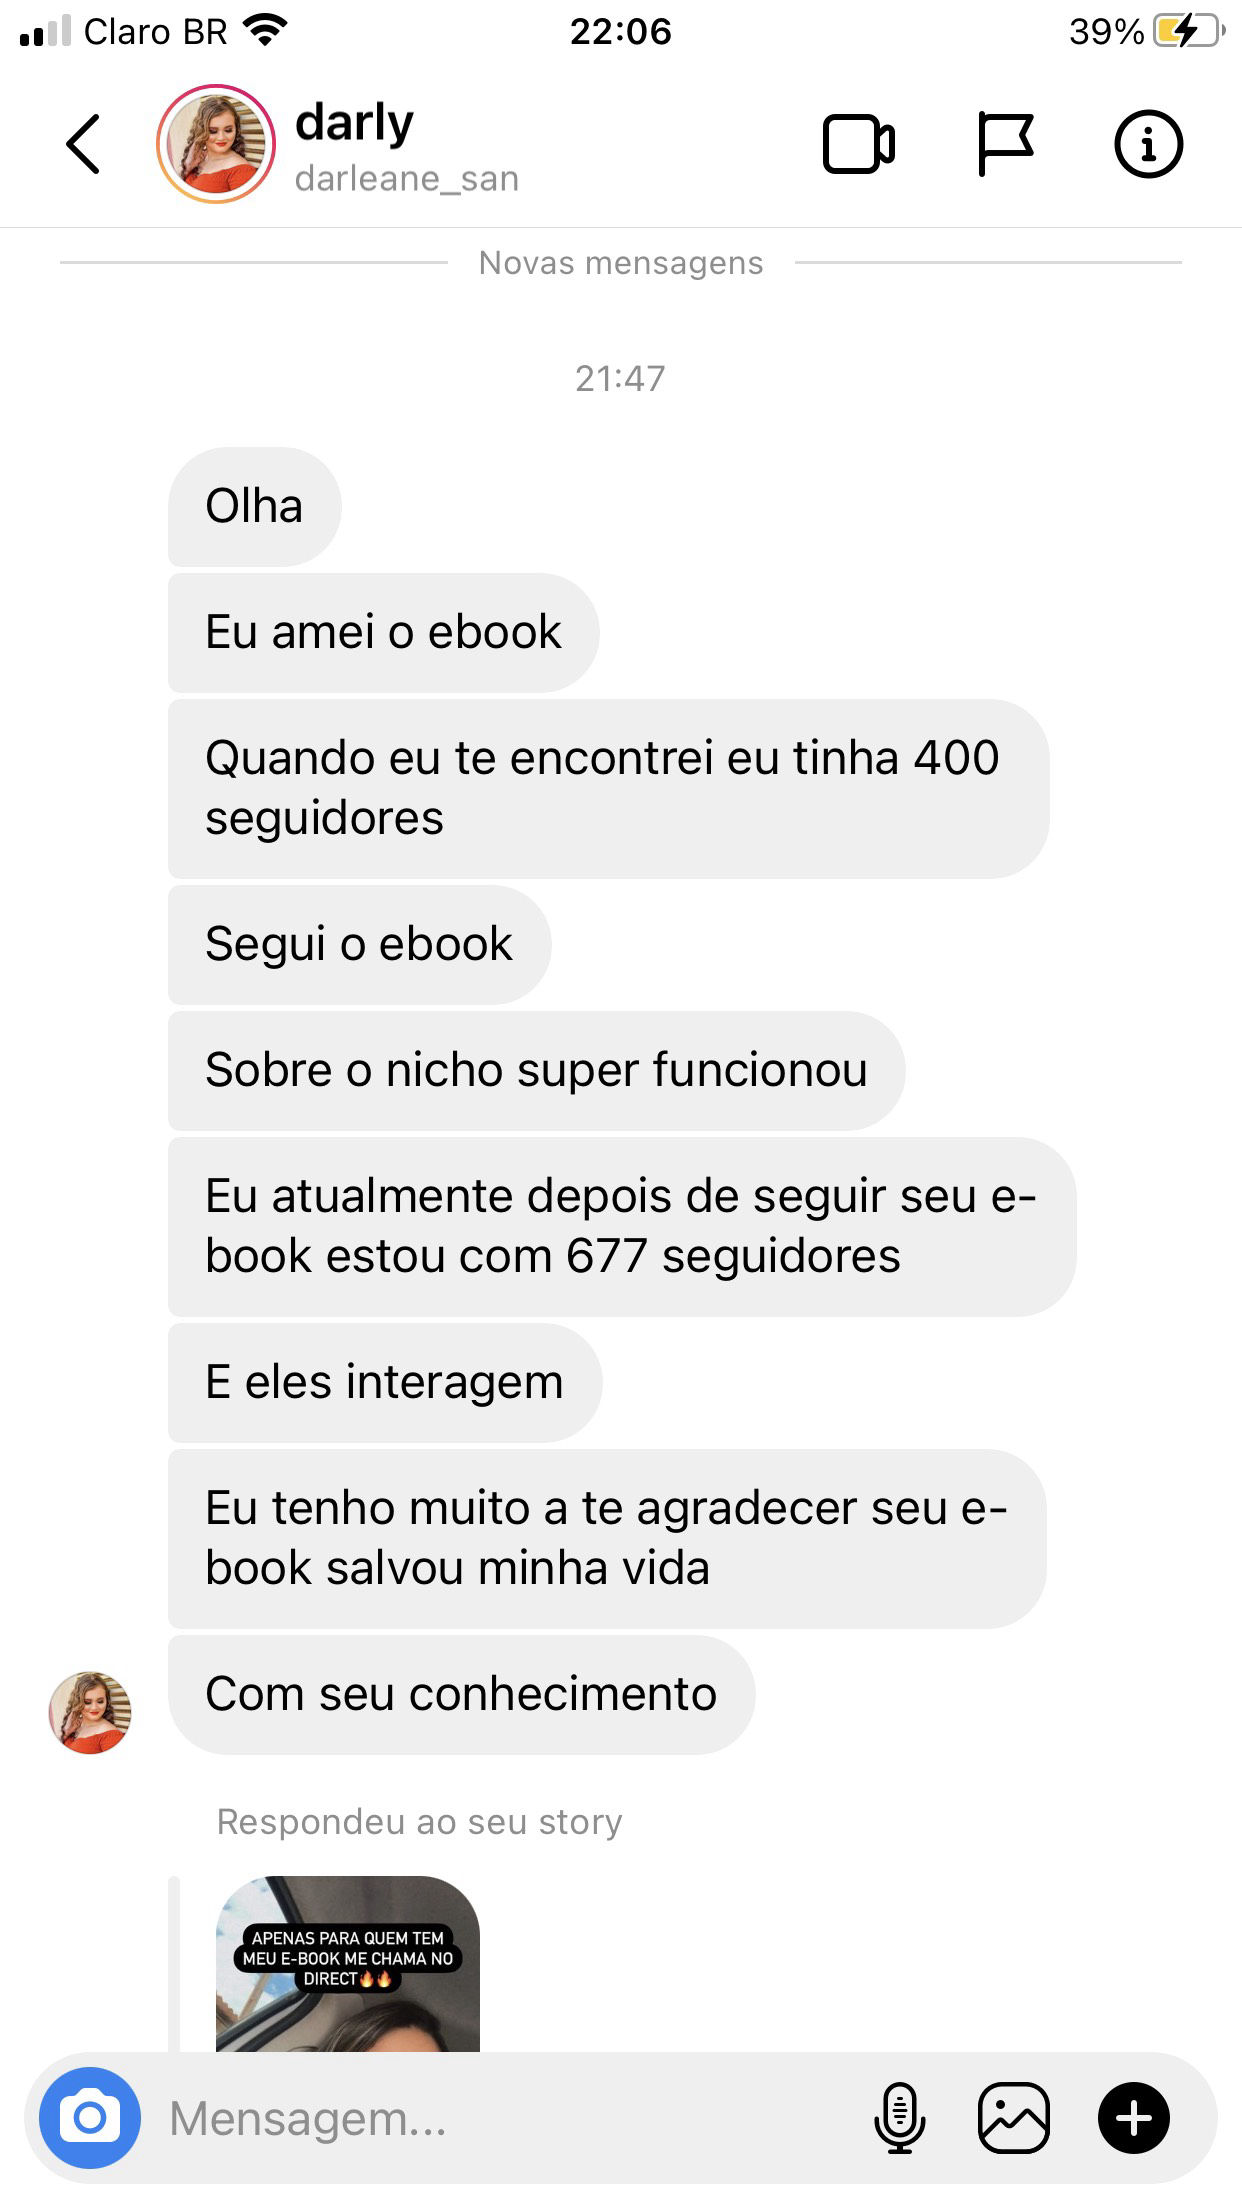 Claro BR
22:06
39%
darly
darleane_san
Novas mensagens
21:47
Olha
Eu amei o ebook
Quando eu te encontrei eu tinha 400
seguidores
Segui o ebook
Sobre o nicho super funcionou
Eu atualmente depois de seguir seu e-
book estou com 677 seguidores
E eles interagem
Eu tenho muito a te agradecer seu e-
book salvou minha vida
Com seu conhecimento
Respondeu ao seu story
APENAS PARA QUEM TEM
MEU E-BOOK ME CHAMA NO
DIRECT🔥🔥
Mensagem...